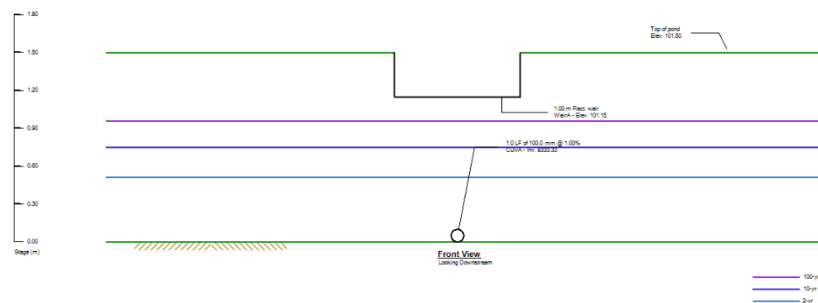 1.80
Top of pond
Elev. 101.50
1.50
1.20
1.00 m Rect. weir
WeirA - Elev. 101.15
0.90
1.0 LF of 100.0 mm @ 1.00%
CulvA - Inv. 8333.33
0.60
0.30
0.00
Stage (m)
Front View
Looking Downstream
100-yr
10-yr
2-yr